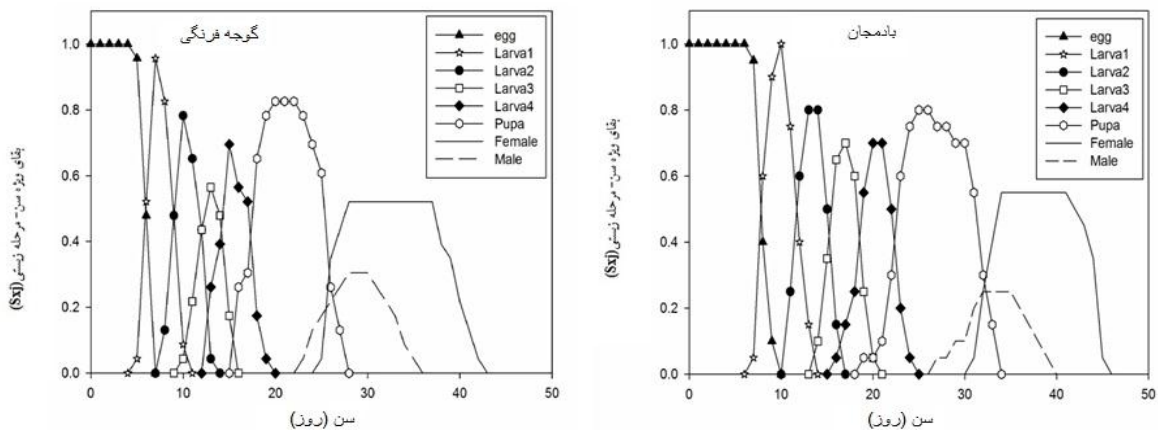 گوجه فرنگی
egg
Larva1
Larva2
Larva3
Larva4
Pupa
Female
Male
بقای ویژه سن- مرحله زیستی(Sxj)
1.0
0.8
0.6
0.4
0.2
0.0
0 10 20 30 40 50
سن (روز)
بادمجان
egg
Larva1
Larva2
Larva3
Larva4
Pupa
Female
Male
بقای ویژه سن- مرحله زیستی(Sxj)
1.0
0.8
0.6
0.4
0.2
0.0
0 10 20 30 40 50
سن (روز)